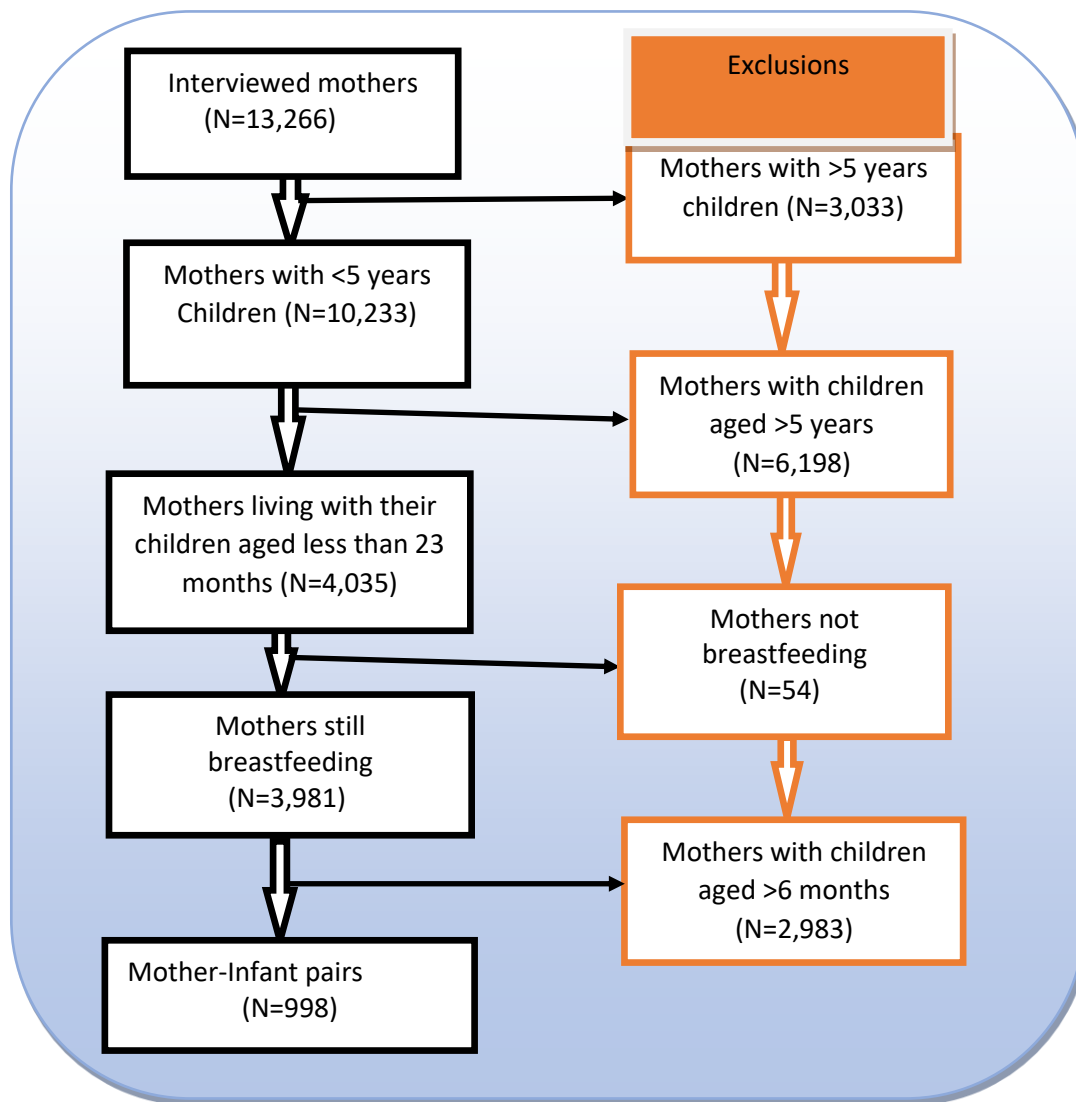 Interviewed mothers
(N=13,266)
Exclusions
Mothers with >5 years
children (N=3,033)
Mothers with <5 years
Children (N=10,233)
Mothers with children
aged >5 years
(N=6,198)
Mothers living with their
children aged less than 23
months (N=4,035)
Mothers not
breastfeeding
(N=54)
Mothers still
breastfeeding
(N=3,981)
Mothers with children
aged >6 months
(N=2,983)
Mother-Infant pairs
(N=998)